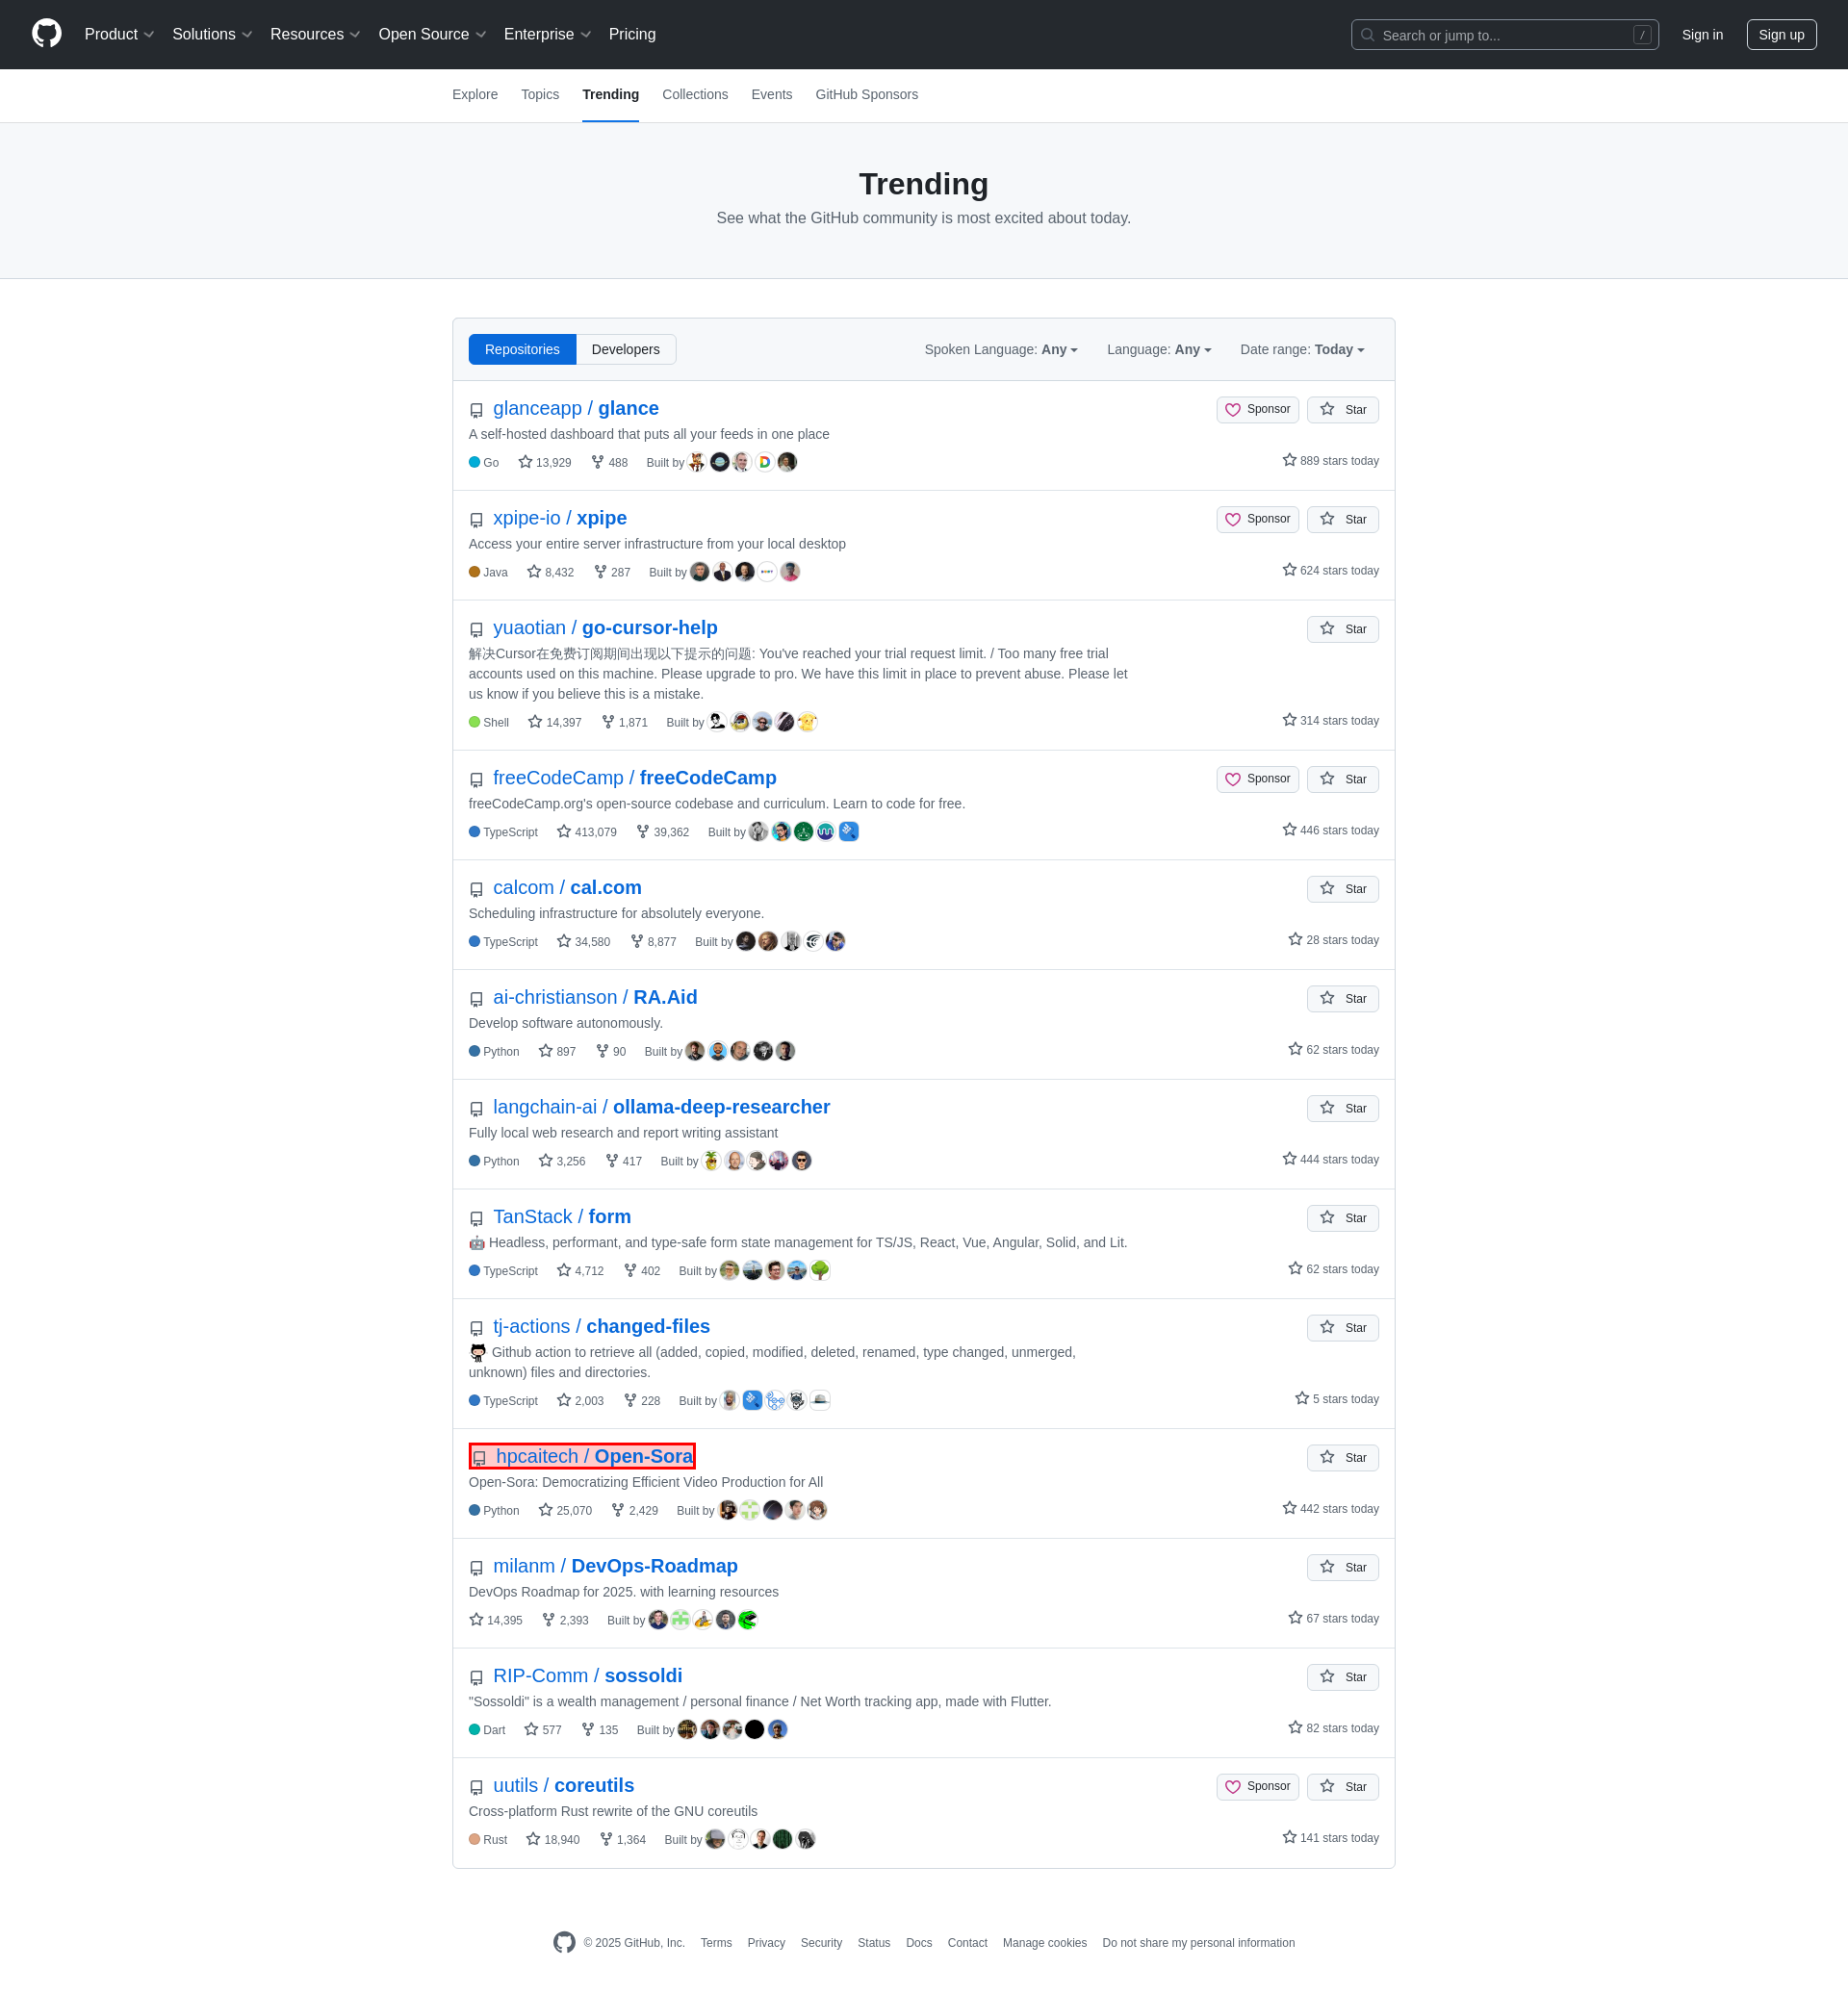 Product Solutions Resources Open Source Enterprise Pricing Search or jump to... / Sign in Sign up
Explore Topics Trending Collections Events GitHub Sponsors
Trending
See what the GitHub community is most excited about today.
Repositories Developers Spoken Language: Any Language: Any Date range: Today
glanceapp / glance Sponsor Star
A self-hosted dashboard that puts all your feeds in one place
Go 13,929 488 Built by 889 stars today
xpipe-io / xpipe Sponsor Star
Access your entire server infrastructure from your local desktop
Java 8,432 287 Built by 624 stars today
yuaotian / go-cursor-help Star
解决Cursor在免费订阅期间出现以下提示的问题: You've reached your trial request limit. / Too many free trial
accounts used on this machine. Please upgrade to pro. We have this limit in place to prevent abuse. Please let
us know if you believe this is a mistake.
Shell 14,397 1,871 Built by 314 stars today
freeCodeCamp / freeCodeCamp Sponsor Star
freeCodeCamp.org's open-source codebase and curriculum. Learn to code for free.
TypeScript 413,079 39,362 Built by 446 stars today
calcom / cal.com Star
Scheduling infrastructure for absolutely everyone.
TypeScript 34,580 8,877 Built by 28 stars today
ai-christianson / RA.Aid Star
Develop software autonomously.
Python 897 90 Built by 62 stars today
langchain-ai / ollama-deep-researcher Star
Fully local web research and report writing assistant
Python 3,256 417 Built by 444 stars today
TanStack / form Star
🤖 Headless, performant, and type-safe form state management for TS/JS, React, Vue, Angular, Solid, and Lit.
TypeScript 4,712 402 Built by 62 stars today
tj-actions / changed-files Star
Github action to retrieve all (added, copied, modified, deleted, renamed, type changed, unmerged,
unknown) files and directories.
TypeScript 2,003 228 Built by 5 stars today
hpcaitech / Open-Sora Star
Open-Sora: Democratizing Efficient Video Production for All
Python 25,070 2,429 Built by 442 stars today
milanm / DevOps-Roadmap Star
DevOps Roadmap for 2025. with learning resources
14,395 2,393 Built by 67 stars today
RIP-Comm / sossoldi Star
"Sossoldi" is a wealth management / personal finance / Net Worth tracking app, made with Flutter.
Dart 577 135 Built by 82 stars today
uutils / coreutils Sponsor Star
Cross-platform Rust rewrite of the GNU coreutils
Rust 18,940 1,364 Built by 141 stars today
© 2025 GitHub, Inc. Terms Privacy Security Status Docs Contact Manage cookies Do not share my personal information